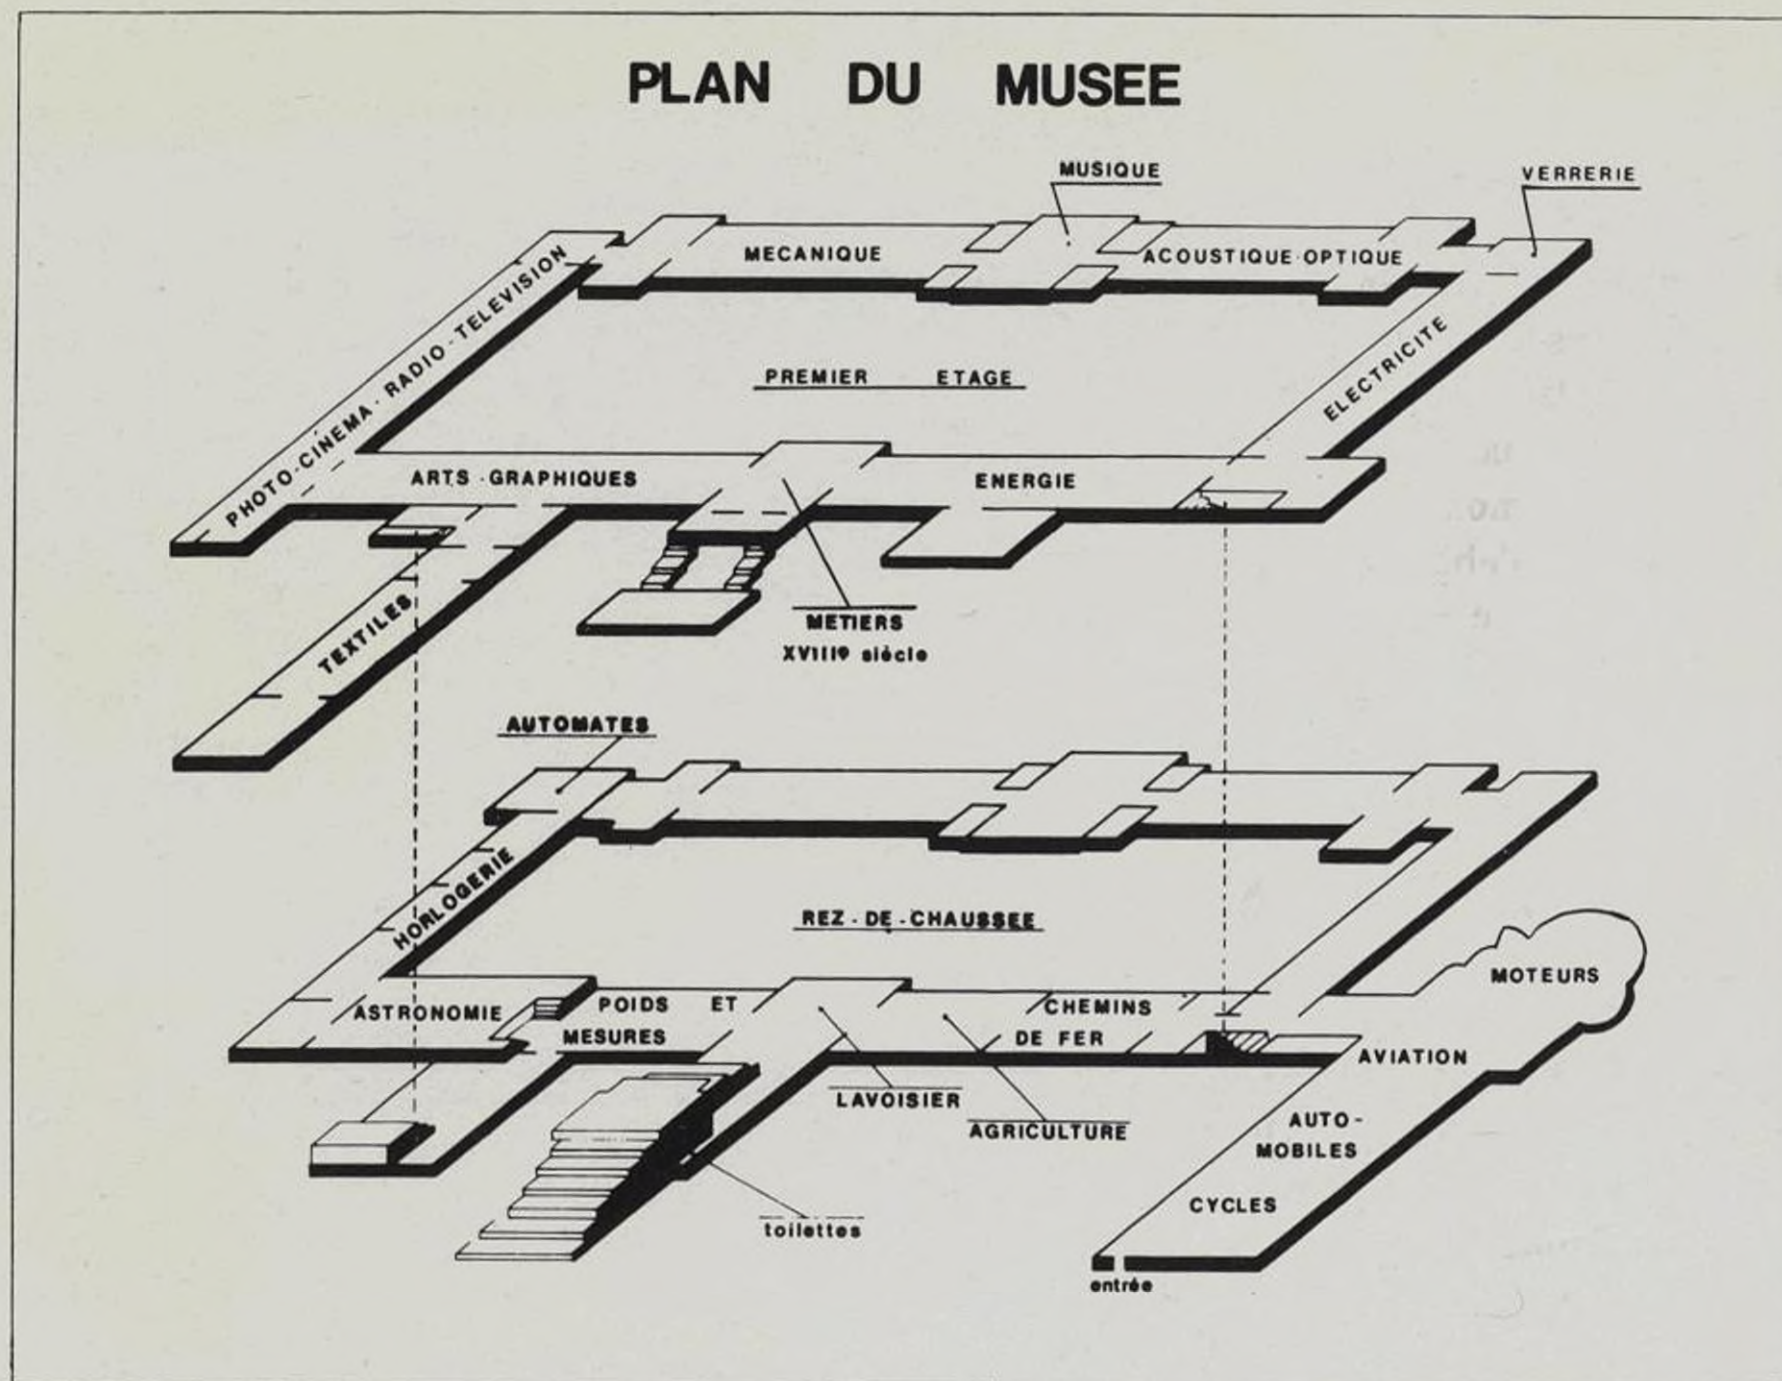 PLAN DU MUSEE
MUSIQUE
VERRERIE
MECANIQUE
ACOUSTIQUE·OPTIQUE
PHOTO·CINEMA·RADIO·TELEVISION
ELECTRICITE
PREMIER ETAGE
ARTS·GRAPHIQUES
ENERGIE
TEXTILES
METIERS
XVIIIe siècle
AUTOMATES
HORLOGERIE
REZ-DE-CHAUSSEE
MOTEURS
ASTRONOMIE
POIDS ET
MESURES
CHEMINS
DE FER
AVIATION
LAVOISIER
AGRICULTURE
AUTO-
MOBILES
CYCLES
toilettes
entrée